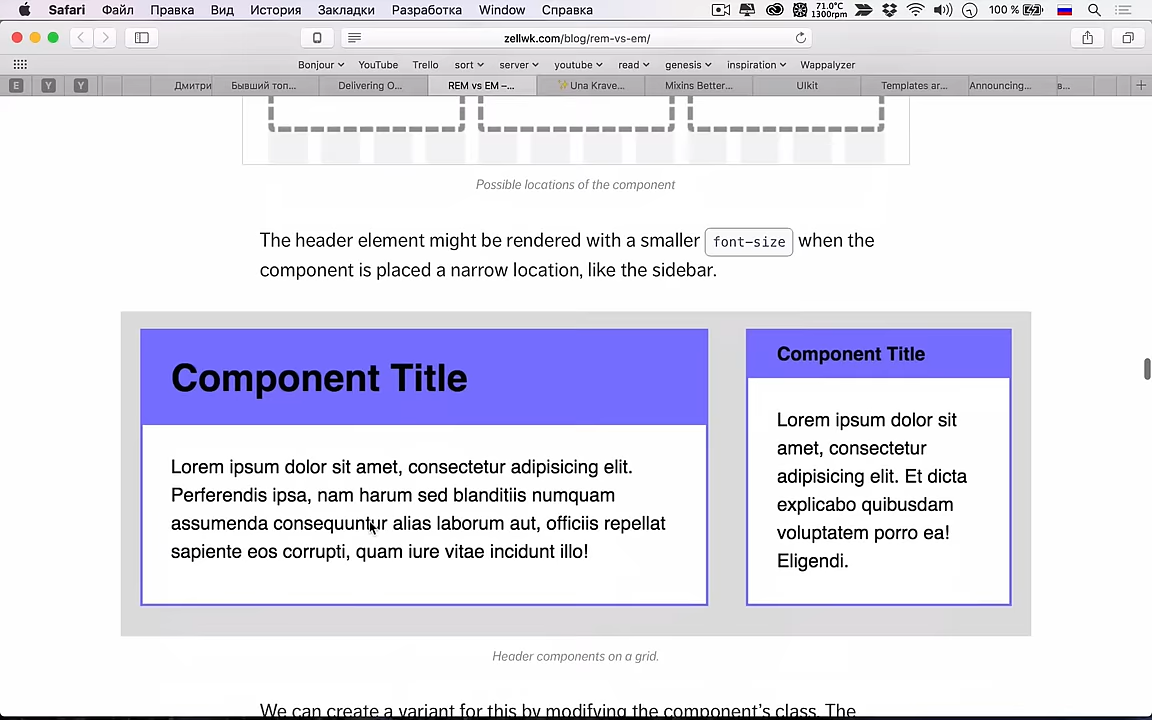 Safari Файл Правка Вид История Закладки Разработка Window Справка 71.0°C 1300rpm 100 %
zellwk.com/blog/rem-vs-em/
Bonjour YouTube Trello sort server youtube read genesis inspiration Wappalyzer
E Y Y Дмитри Бывший топ... Delivering O... REM vs EM –... ✨Una Krave... Mixins Better... UIkit Templates ar... Announcing... в...
Possible locations of the component
The header element might be rendered with a smaller font-size when the
component is placed a narrow location, like the sidebar.
Component Title
Lorem ipsum dolor sit amet, consectetur adipisicing elit.
Perferendis ipsa, nam harum sed blanditiis numquam
assumenda consequuntur alias laborum aut, officiis repellat
sapiente eos corrupti, quam iure vitae incidunt illo!
Component Title
Lorem ipsum dolor sit
amet, consectetur
adipisicing elit. Et dicta
explicabo quibusdam
voluptatem porro ea!
Eligendi.
Header components on a grid.
We can create a variant for this by modifying the component's class. The